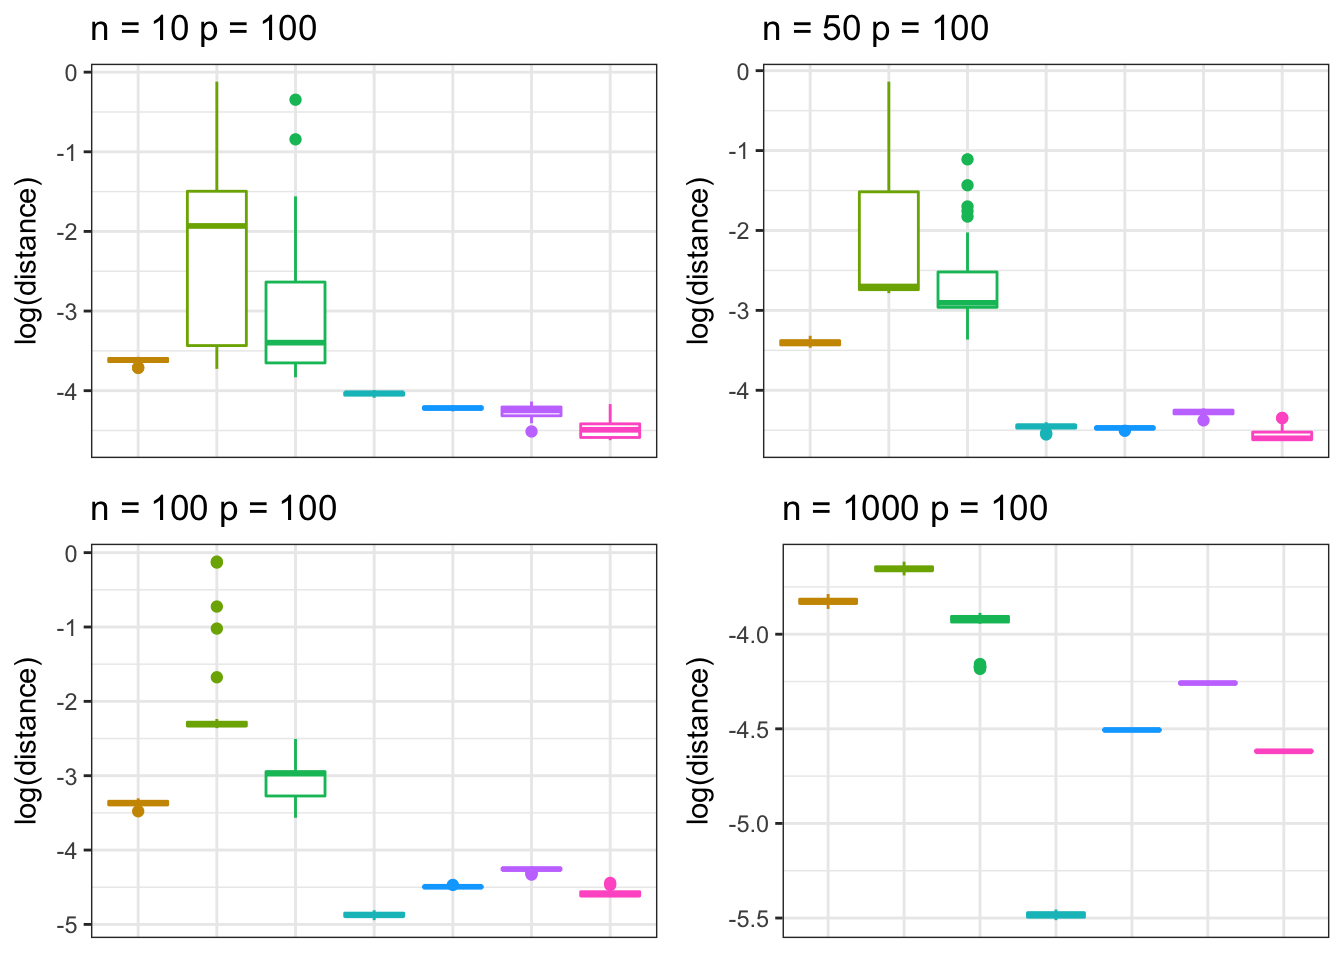 n = 10 p = 100
0
-1
-2
-3
-4
log(distance)
n = 50 p = 100
0
-1
-2
-3
-4
log(distance)
n = 100 p = 100
0
-1
-2
-3
-4
-5
log(distance)
n = 1000 p = 100
-4.0
-4.5
-5.0
-5.5
log(distance)